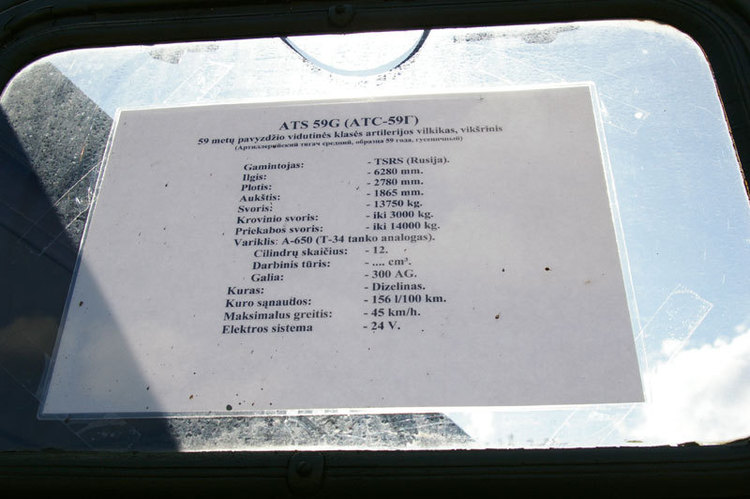 ATS 59G (АТС-59Г)
59 metų pavyzdžio vidutinės klasės artilerijos vilkikas, vikšrinis
(Артиллерийский тягач средний, образца 59 года, гусеничный)
Gamintojas: - TSRS (Rusija).
Ilgis: - 6280 mm.
Plotis: - 2780 mm.
Aukštis: - 1865 mm.
Svoris: - 13750 kg.
Krovinio svoris: - iki 3000 kg.
Priekabos svoris: - iki 14000 kg.
Variklis: A-650 (T-34 tanko analogas).
Cilindrų skaičius: - 12.
Darbinis tūris: - .... cm³.
Galia: - 300 AG.
Kuras: - Dizelinas.
Kuro sąnaudos: - 156 l/100 km.
Maksimalus greitis: - 45 km/h.
Elektros sistema - 24 V.